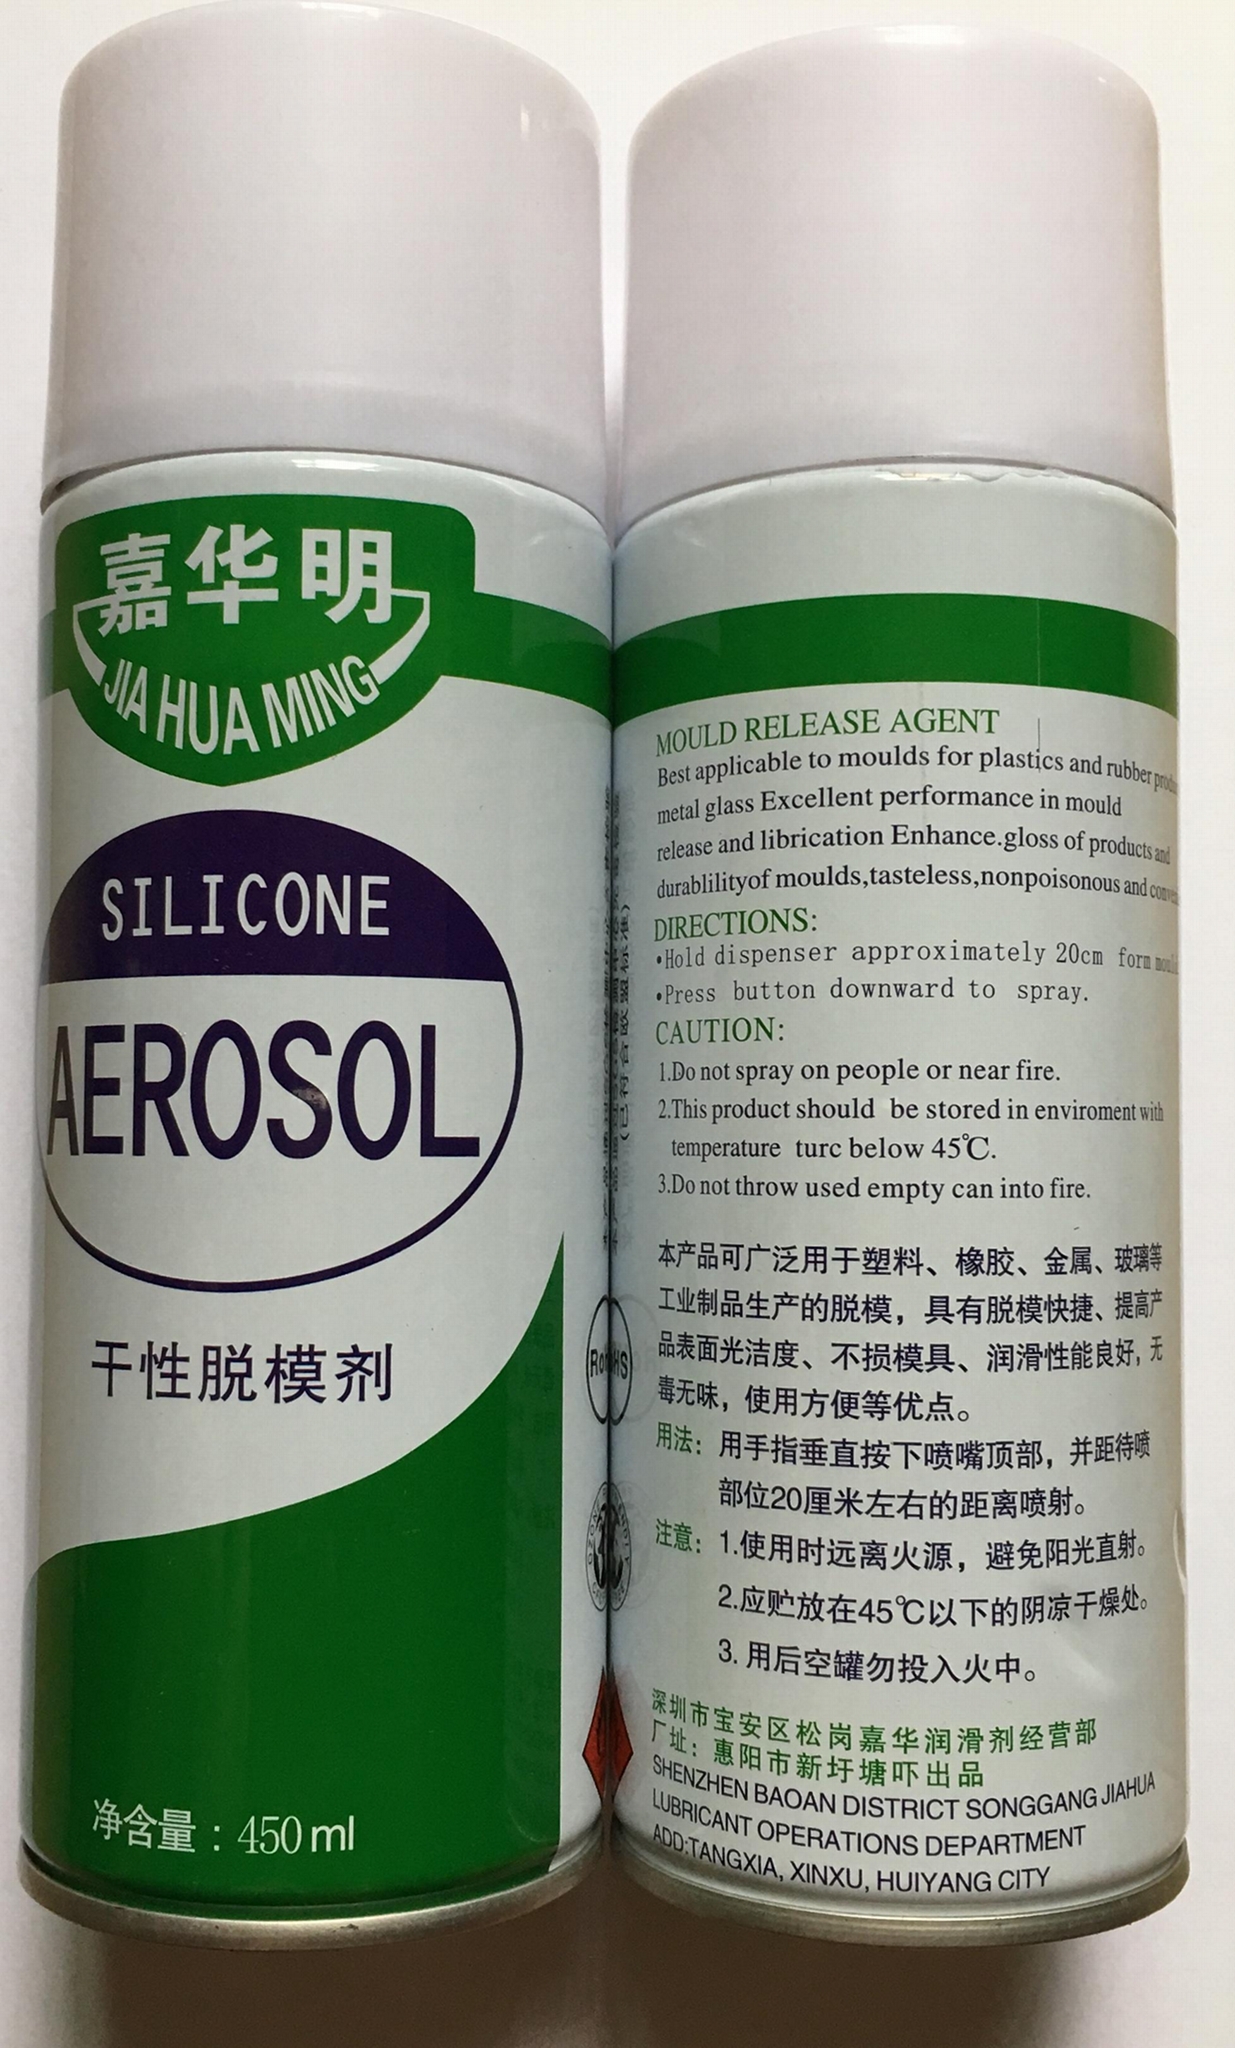 嘉华明
JIA HUA MING
SILICONE
AEROSOL
干性脱模剂
净含量：450ml
(已符合欧盟标准)
RoHS
MOULD RELEASE AGENT
Best applicable to moulds for plastics and rubber
metal glass Excellent performance in mould
release and librication Enhance.gloss of products and
durablilityof moulds,tasteless,nonpoisonous and
DIRECTIONS:
•Hold dispenser approximately 20cm form
•Press button downward to spray.
CAUTION:
1.Do not spray on people or near fire.
2.This product should be stored in enviroment with
temperature turc below 45℃.
3.Do not throw used empty can into fire.
本产品可广泛用于塑料、橡胶、金属、玻璃等
工业制品生产的脱模，具有脱模快捷、提高产
品表面光洁度、不损模具、润滑性能良好，无
毒无味，使用方便等优点。
用法：用手指垂直按下喷嘴顶部，并距待喷
部位20厘米左右的距离喷射。
注意：1.使用时远离火源，避免阳光直射。
2.应贮放在45℃以下的阴凉干燥处。
3.用后空罐勿投入火中。
深圳市宝安区松岗嘉华润滑剂经营部
厂址：惠阳市新圩塘吓出品
SHENZHEN BAOAN DISTRICT SONGGANG JIAHUA
LUBRICANT OPERATIONS DEPARTMENT
ADD:TANGXIA, XINXU, HUIYANG CITY